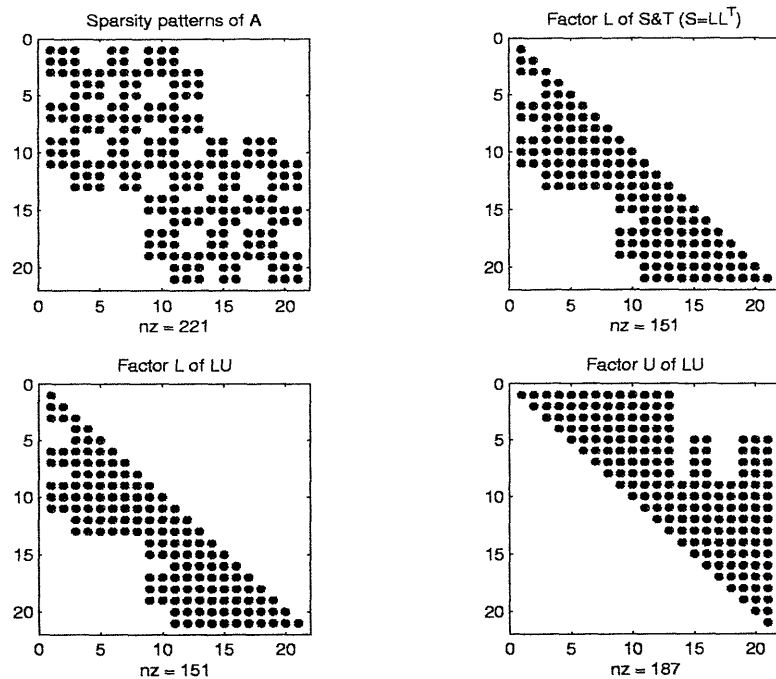 Sparsity patterns of A
0
5
10
15
20
0 5 10 15 20
nz = 221
Factor L of S&T (S=LL^T)
0
5
10
15
20
0 5 10 15 20
nz = 151
Factor L of LU
0
5
10
15
20
0 5 10 15 20
nz = 151
Factor U of LU
0
5
10
15
20
0 5 10 15 20
nz = 187